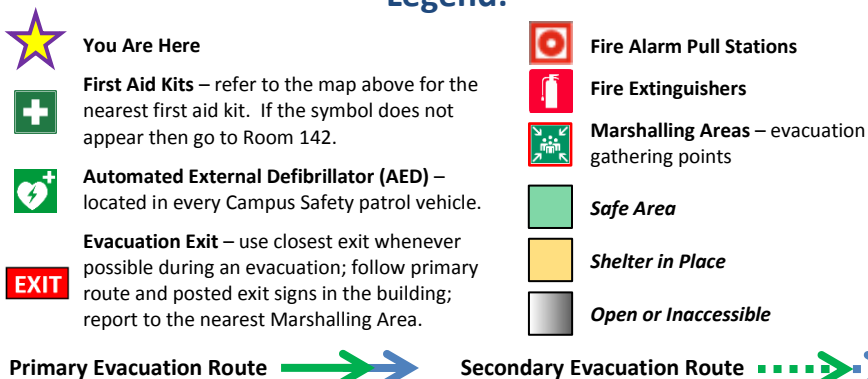 Legend:
You Are Here
First Aid Kits – refer to the map above for the
nearest first aid kit.  If the symbol does not
appear then go to Room 142.
Automated External Defibrillator (AED) –
located in every Campus Safety patrol vehicle.
EXIT
Evacuation Exit – use closest exit whenever
possible during an evacuation; follow primary
route and posted exit signs in the building;
report to the nearest Marshalling Area.
Fire Alarm Pull Stations
Fire Extinguishers
Marshalling Areas – evacuation
gathering points
Safe Area
Shelter in Place
Open or Inaccessible
Primary Evacuation Route
Secondary Evacuation Route